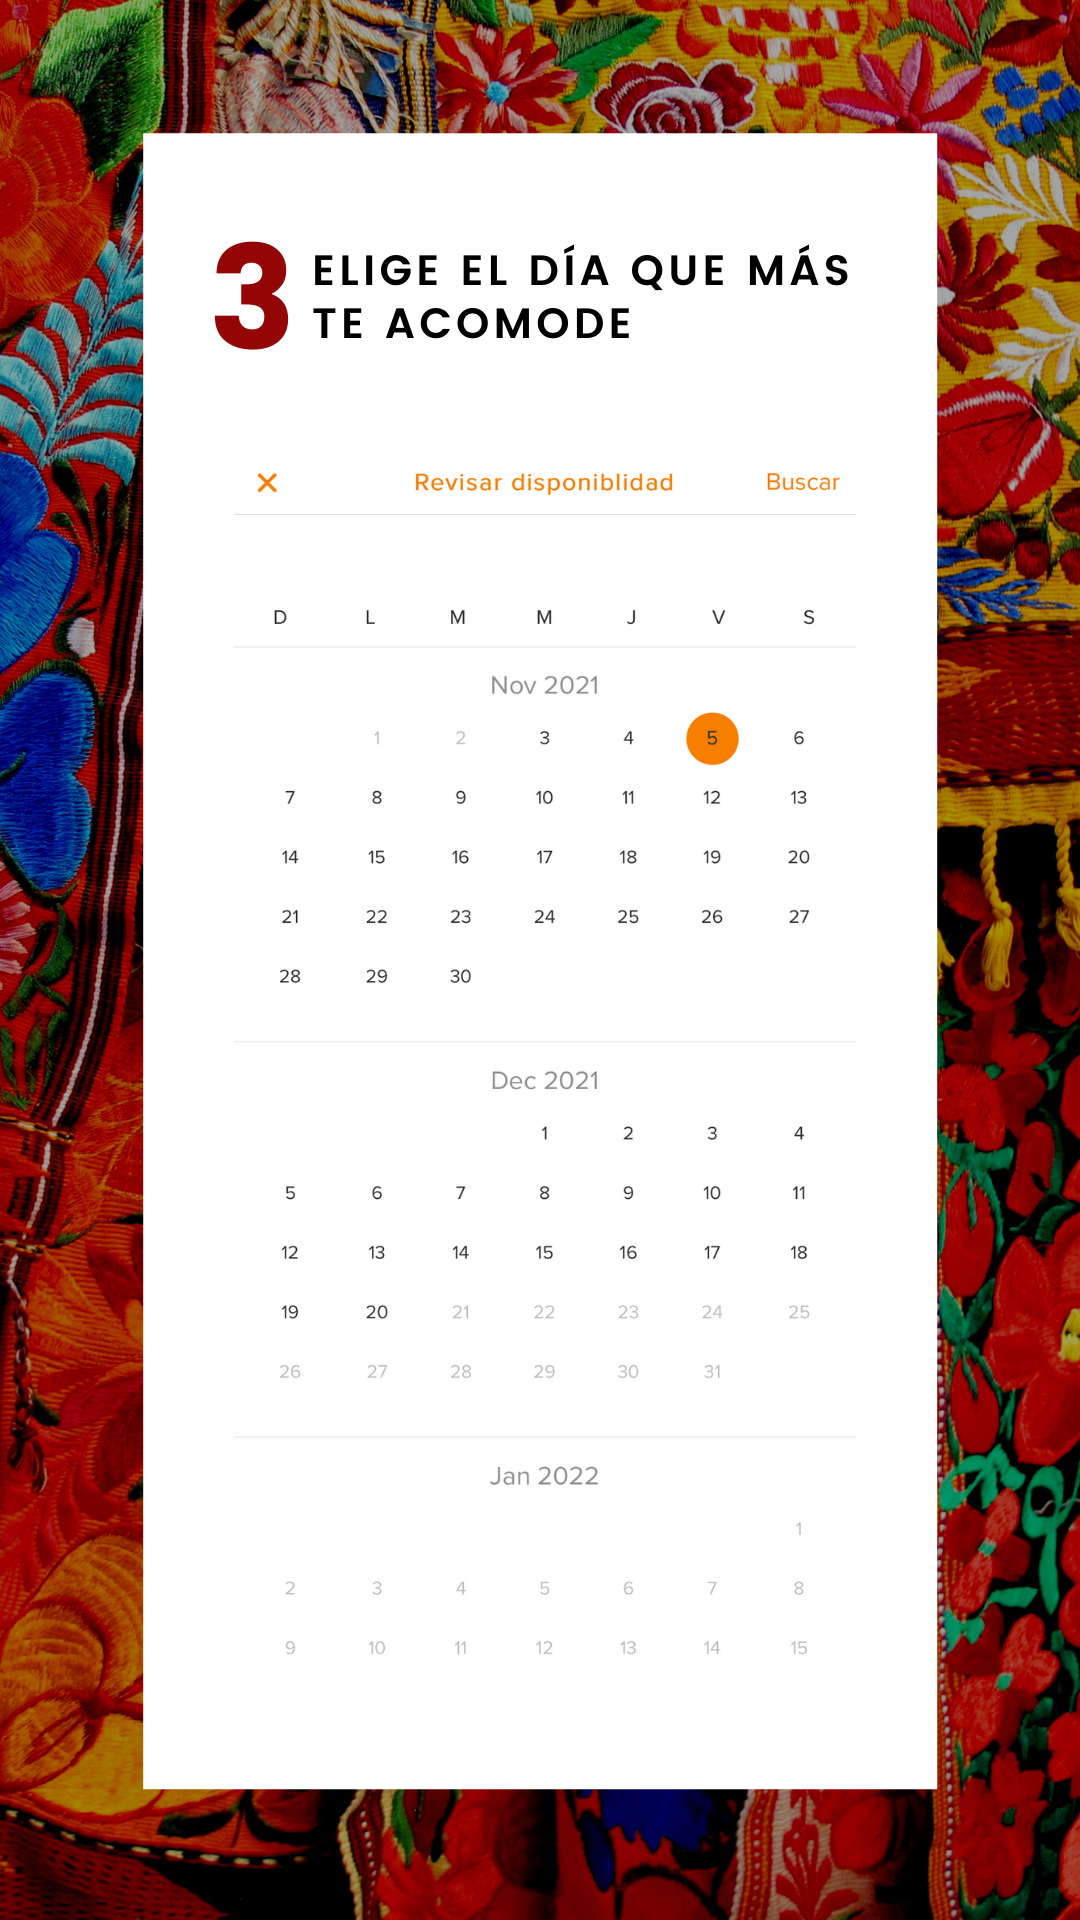 3 ELIGE EL DÍA QUE MÁS
TE ACOMODE
× Revisar disponiblidad Buscar
D L M M J V S
Nov 2021
1 2 3 4 5 6
7 8 9 10 11 12 13
14 15 16 17 18 19 20
21 22 23 24 25 26 27
28 29 30
Dec 2021
1 2 3 4
5 6 7 8 9 10 11
12 13 14 15 16 17 18
19 20 21 22 23 24 25
26 27 28 29 30 31
Jan 2022
1
2 3 4 5 6 7 8
9 10 11 12 13 14 15